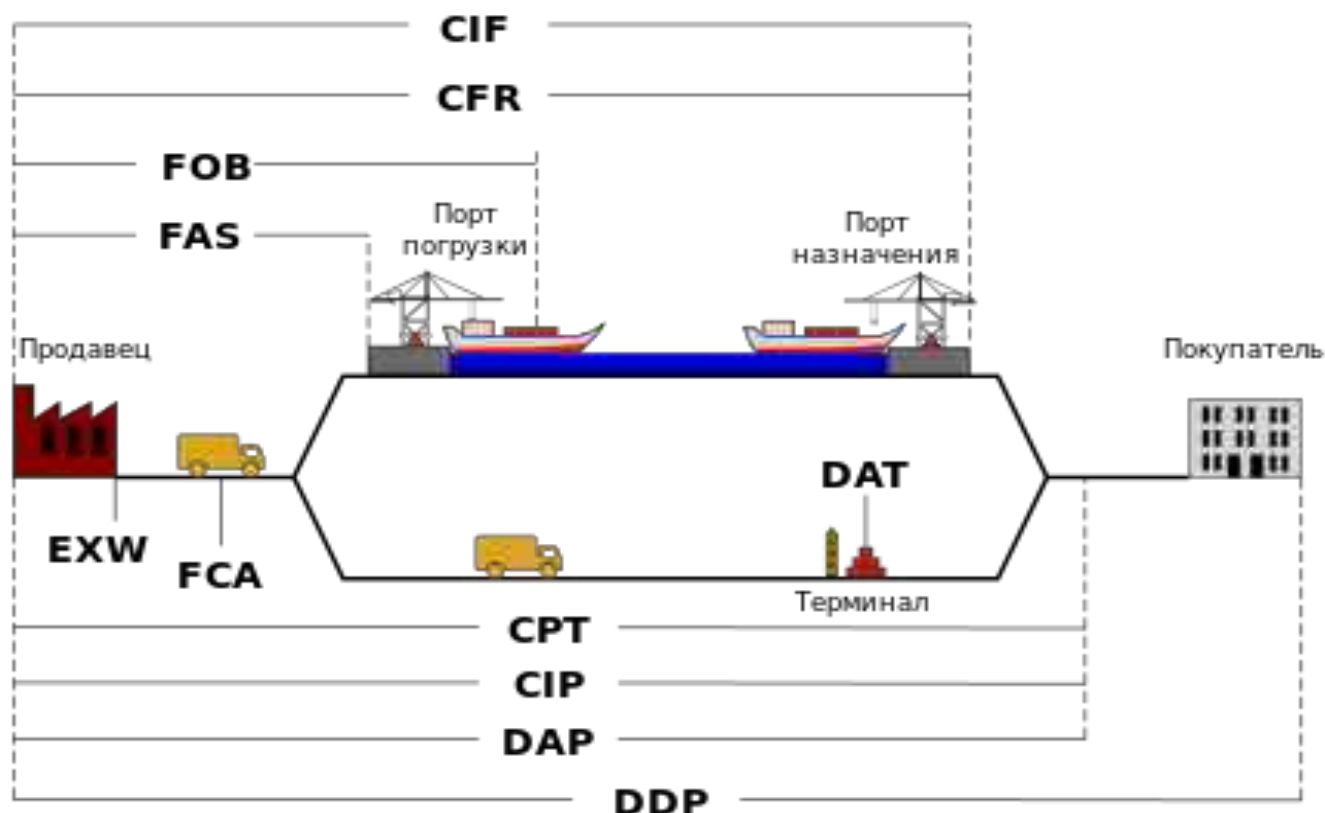 CIF
CFR
FOB
FAS
Порт
погрузки
Порт
назначения
Продавец
Покупатель
DAT
EXW
FCA
Терминал
CPT
CIP
DAP
DDP